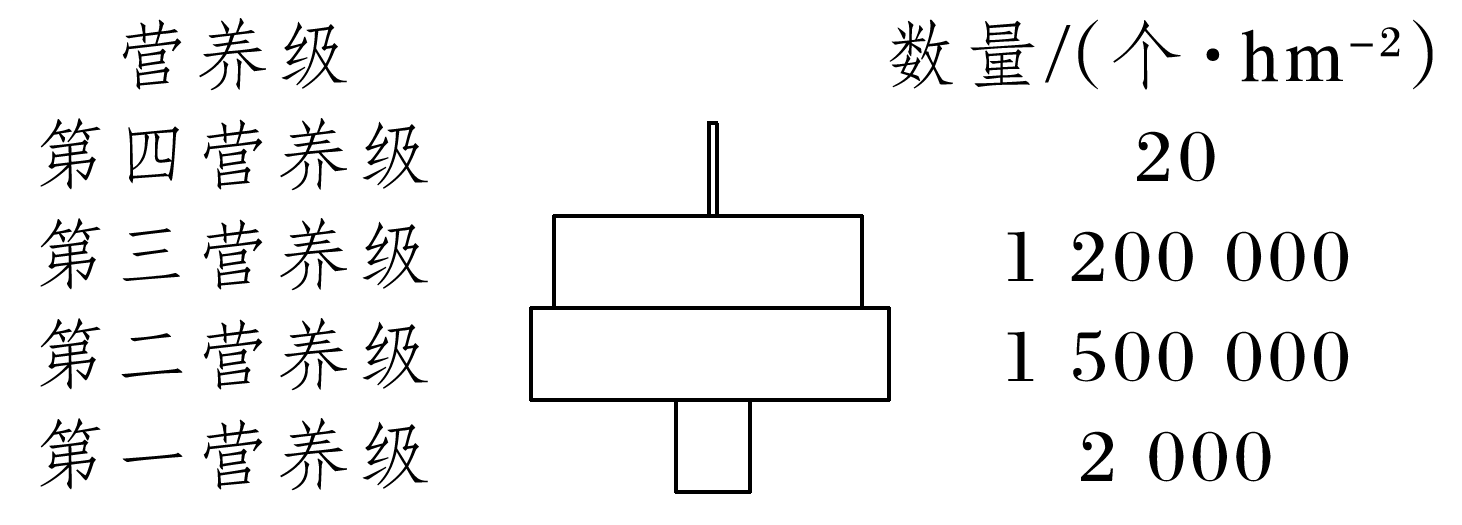 营养级 数量/(个·hm⁻²)
第四营养级 20
第三营养级 1 200 000
第二营养级 1 500 000
第一营养级 2 000